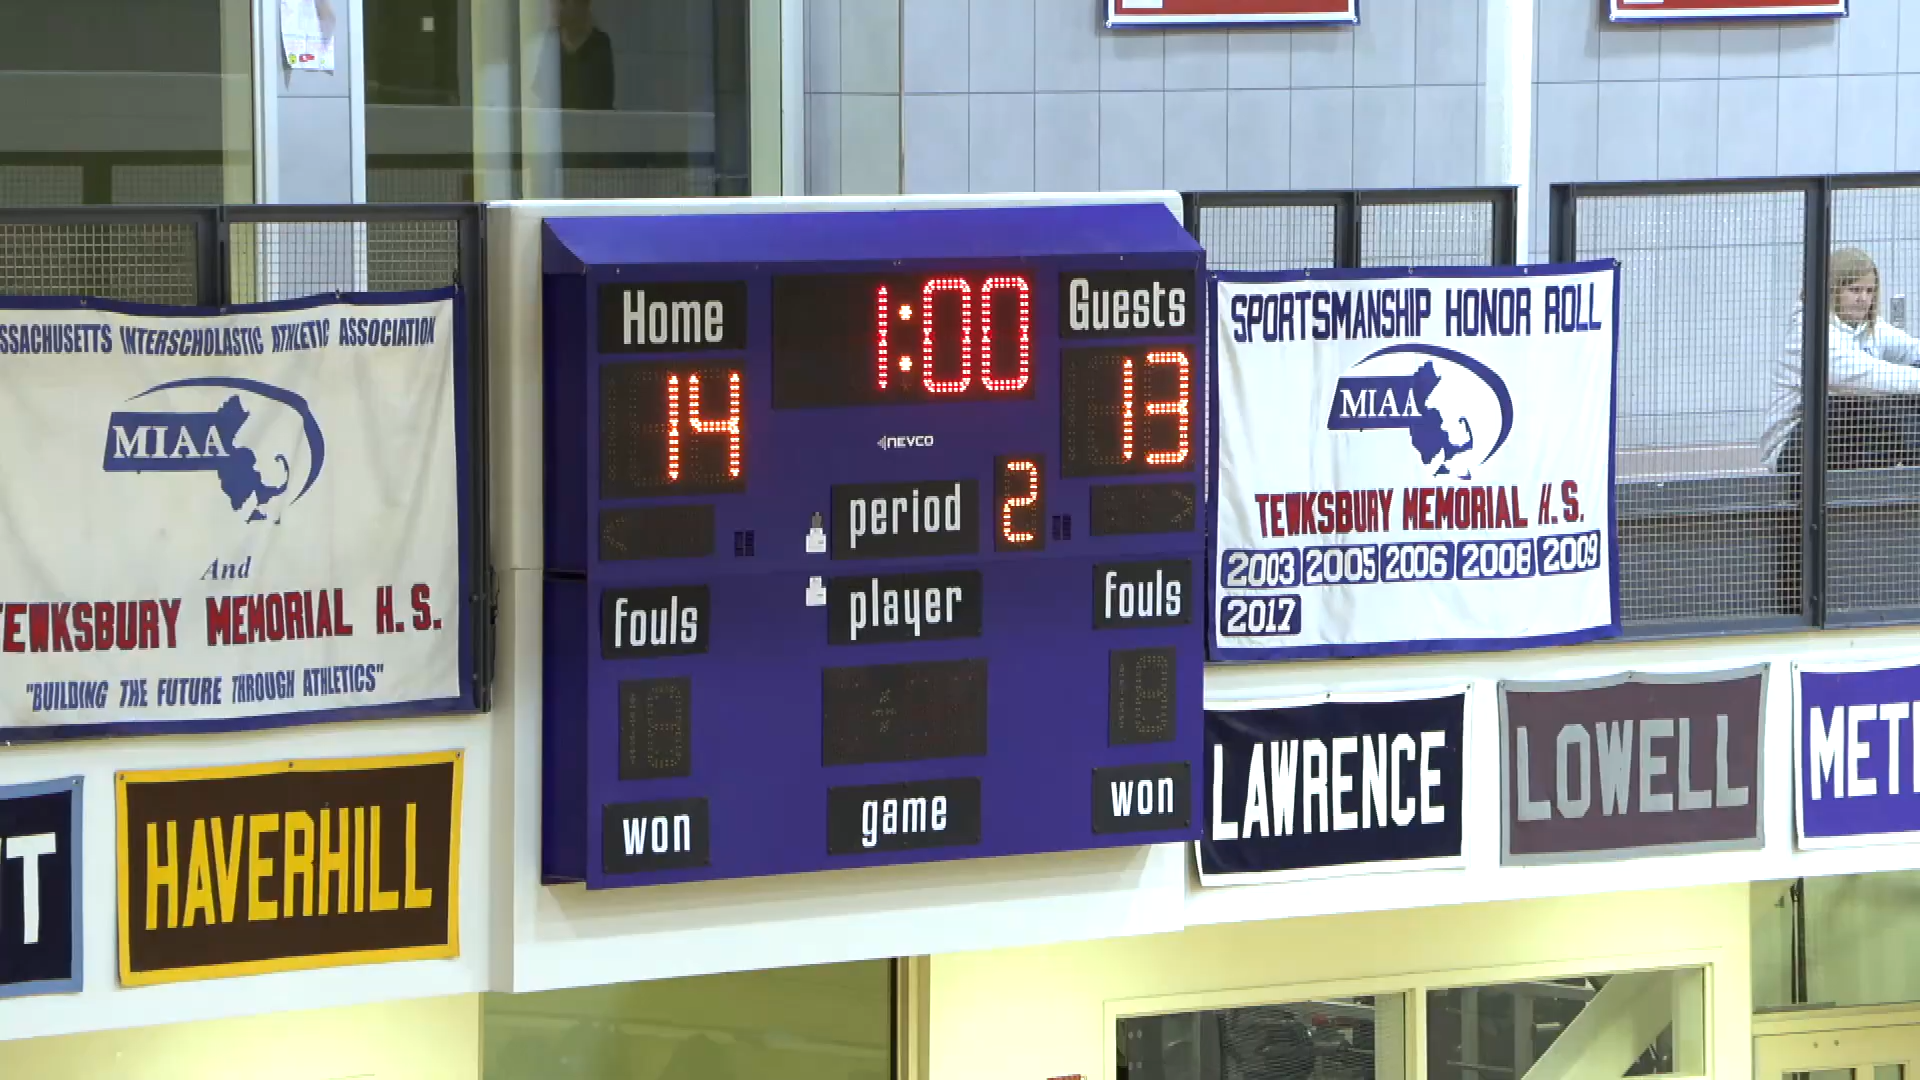 SSACHUSETTS INTERSCHOLASTIC ATHLETIC ASSOCIATION
MIAA
And
TEWKSBURY MEMORIAL H.S.
"BUILDING THE FUTURE THROUGH ATHLETICS"
HAVERHILL
Home
1:00
Guests
14
13
NEVCO
period
2
fouls
player
fouls
won
game
won
SPORTSMANSHIP HONOR ROLL
MIAA
TEWKSBURY MEMORIAL H.S.
2003 2005 2006 2008 2009
2017
LAWRENCE
LOWELL